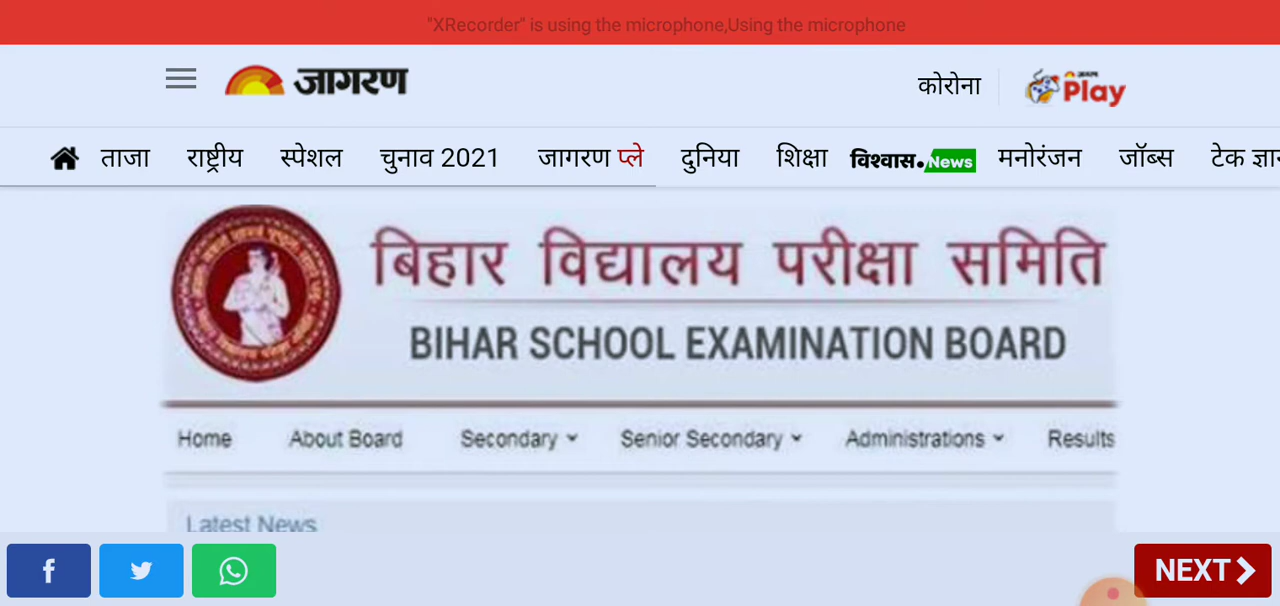 "XRecorder" is using the microphone,Using the microphone
जागरण
कोरोना
Play
ताजा राष्ट्रीय स्पेशल चुनाव 2021 जागरण प्ले दुनिया शिक्षा विश्वास.News मनोरंजन जॉब्स टेक ज्ञा
बिहार विद्यालय परीक्षा समिति
BIHAR SCHOOL EXAMINATION BOARD
Home About Board Secondary Senior Secondary Administrations Results
Latest News
NEXT